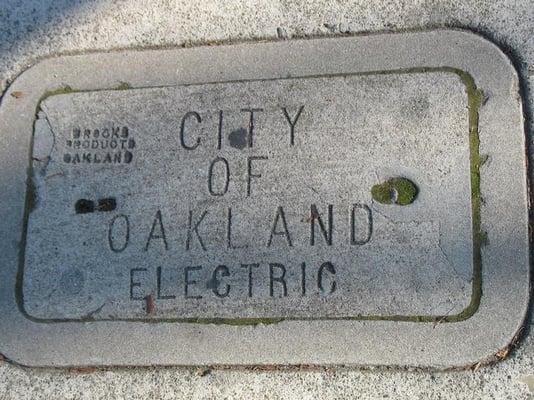 BROOKS
PRODUCTS
OAKLAND
CITY
OF
OAKLAND
ELECTRIC